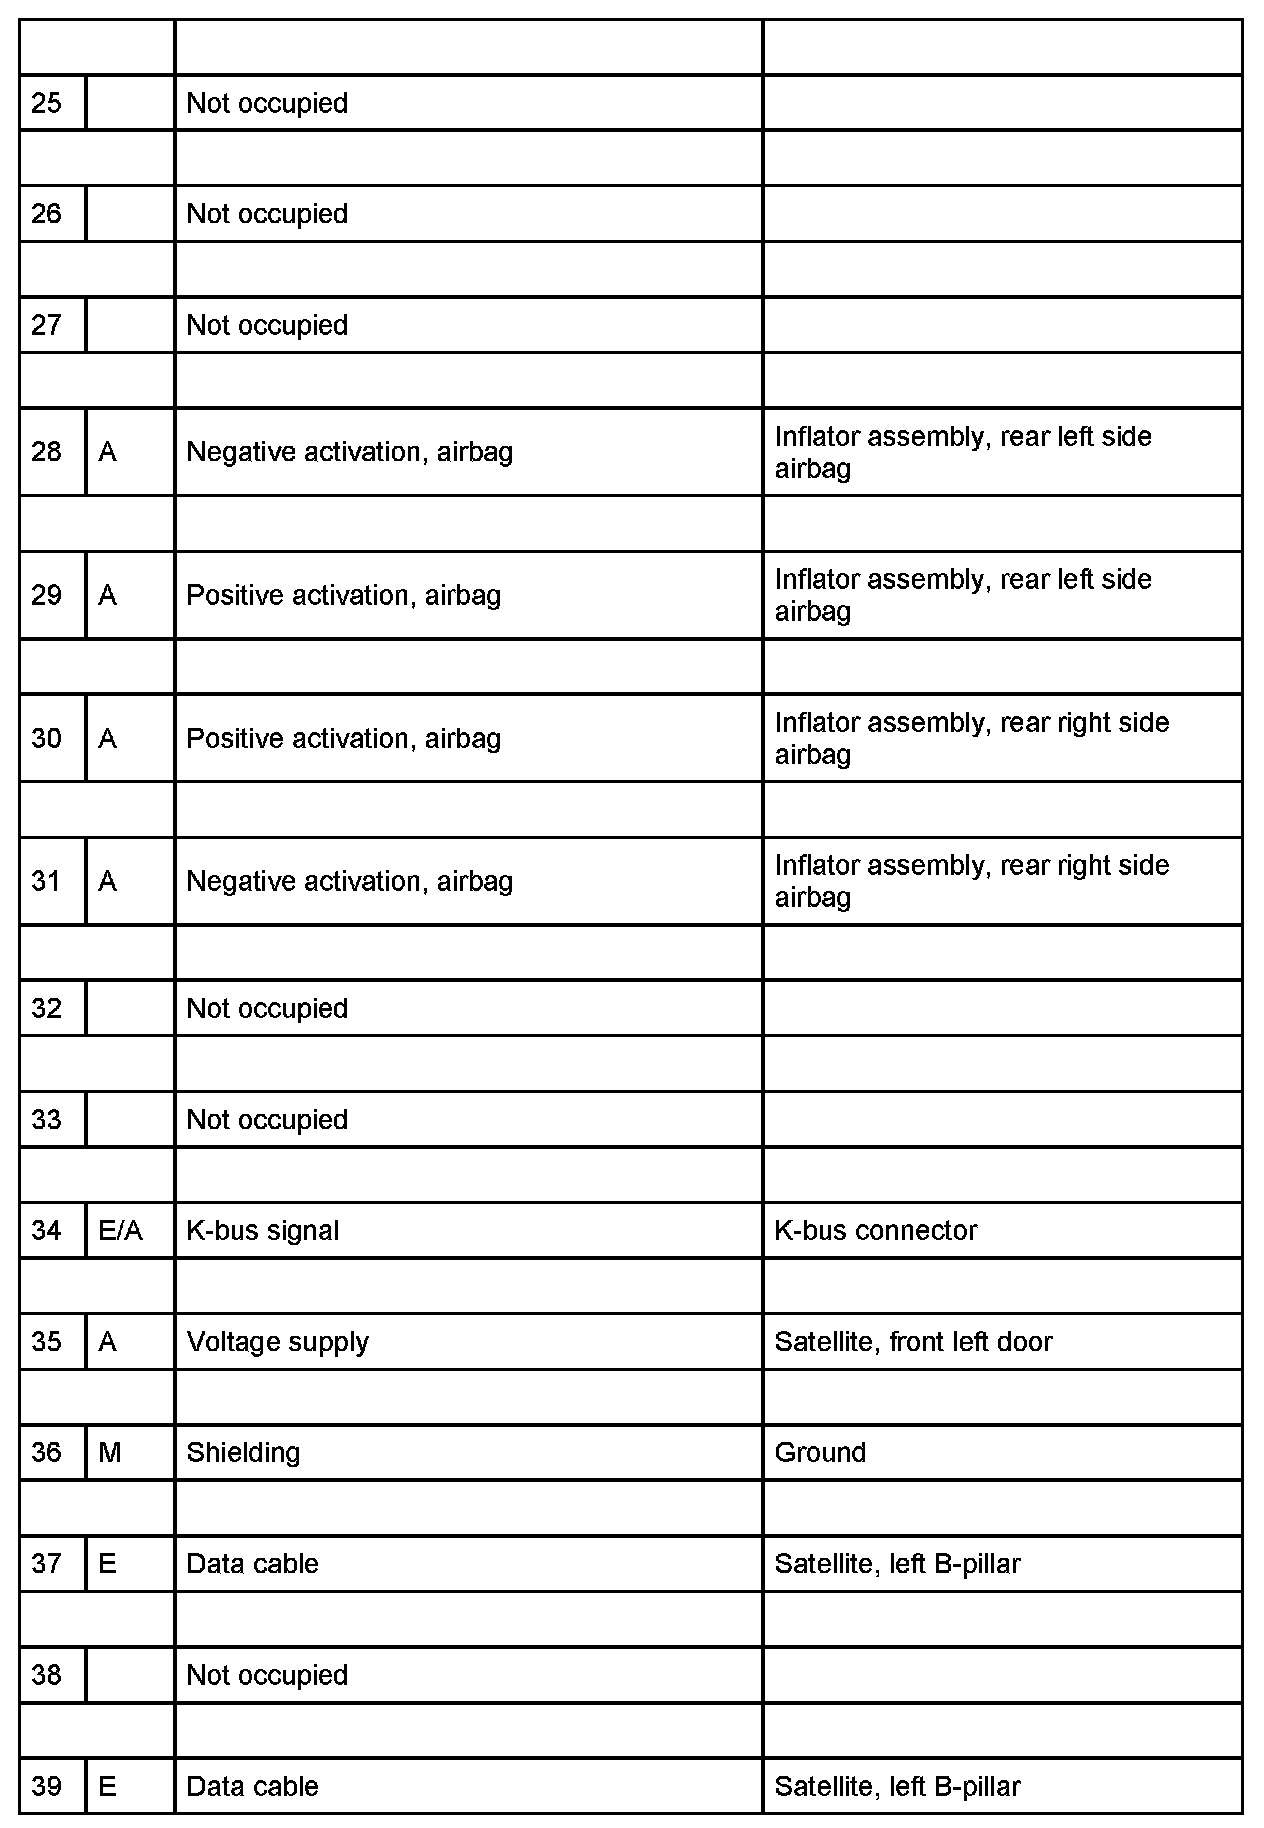 25 Not occupied
26 Not occupied
27 Not occupied
28 A Negative activation, airbag Inflator assembly, rear left side
airbag
29 A Positive activation, airbag Inflator assembly, rear left side
airbag
30 A Positive activation, airbag Inflator assembly, rear right side
airbag
31 A Negative activation, airbag Inflator assembly, rear right side
airbag
32 Not occupied
33 Not occupied
34 E/A K-bus signal K-bus connector
35 A Voltage supply Satellite, front left door
36 M Shielding Ground
37 E Data cable Satellite, left B-pillar
38 Not occupied
39 E Data cable Satellite, left B-pillar